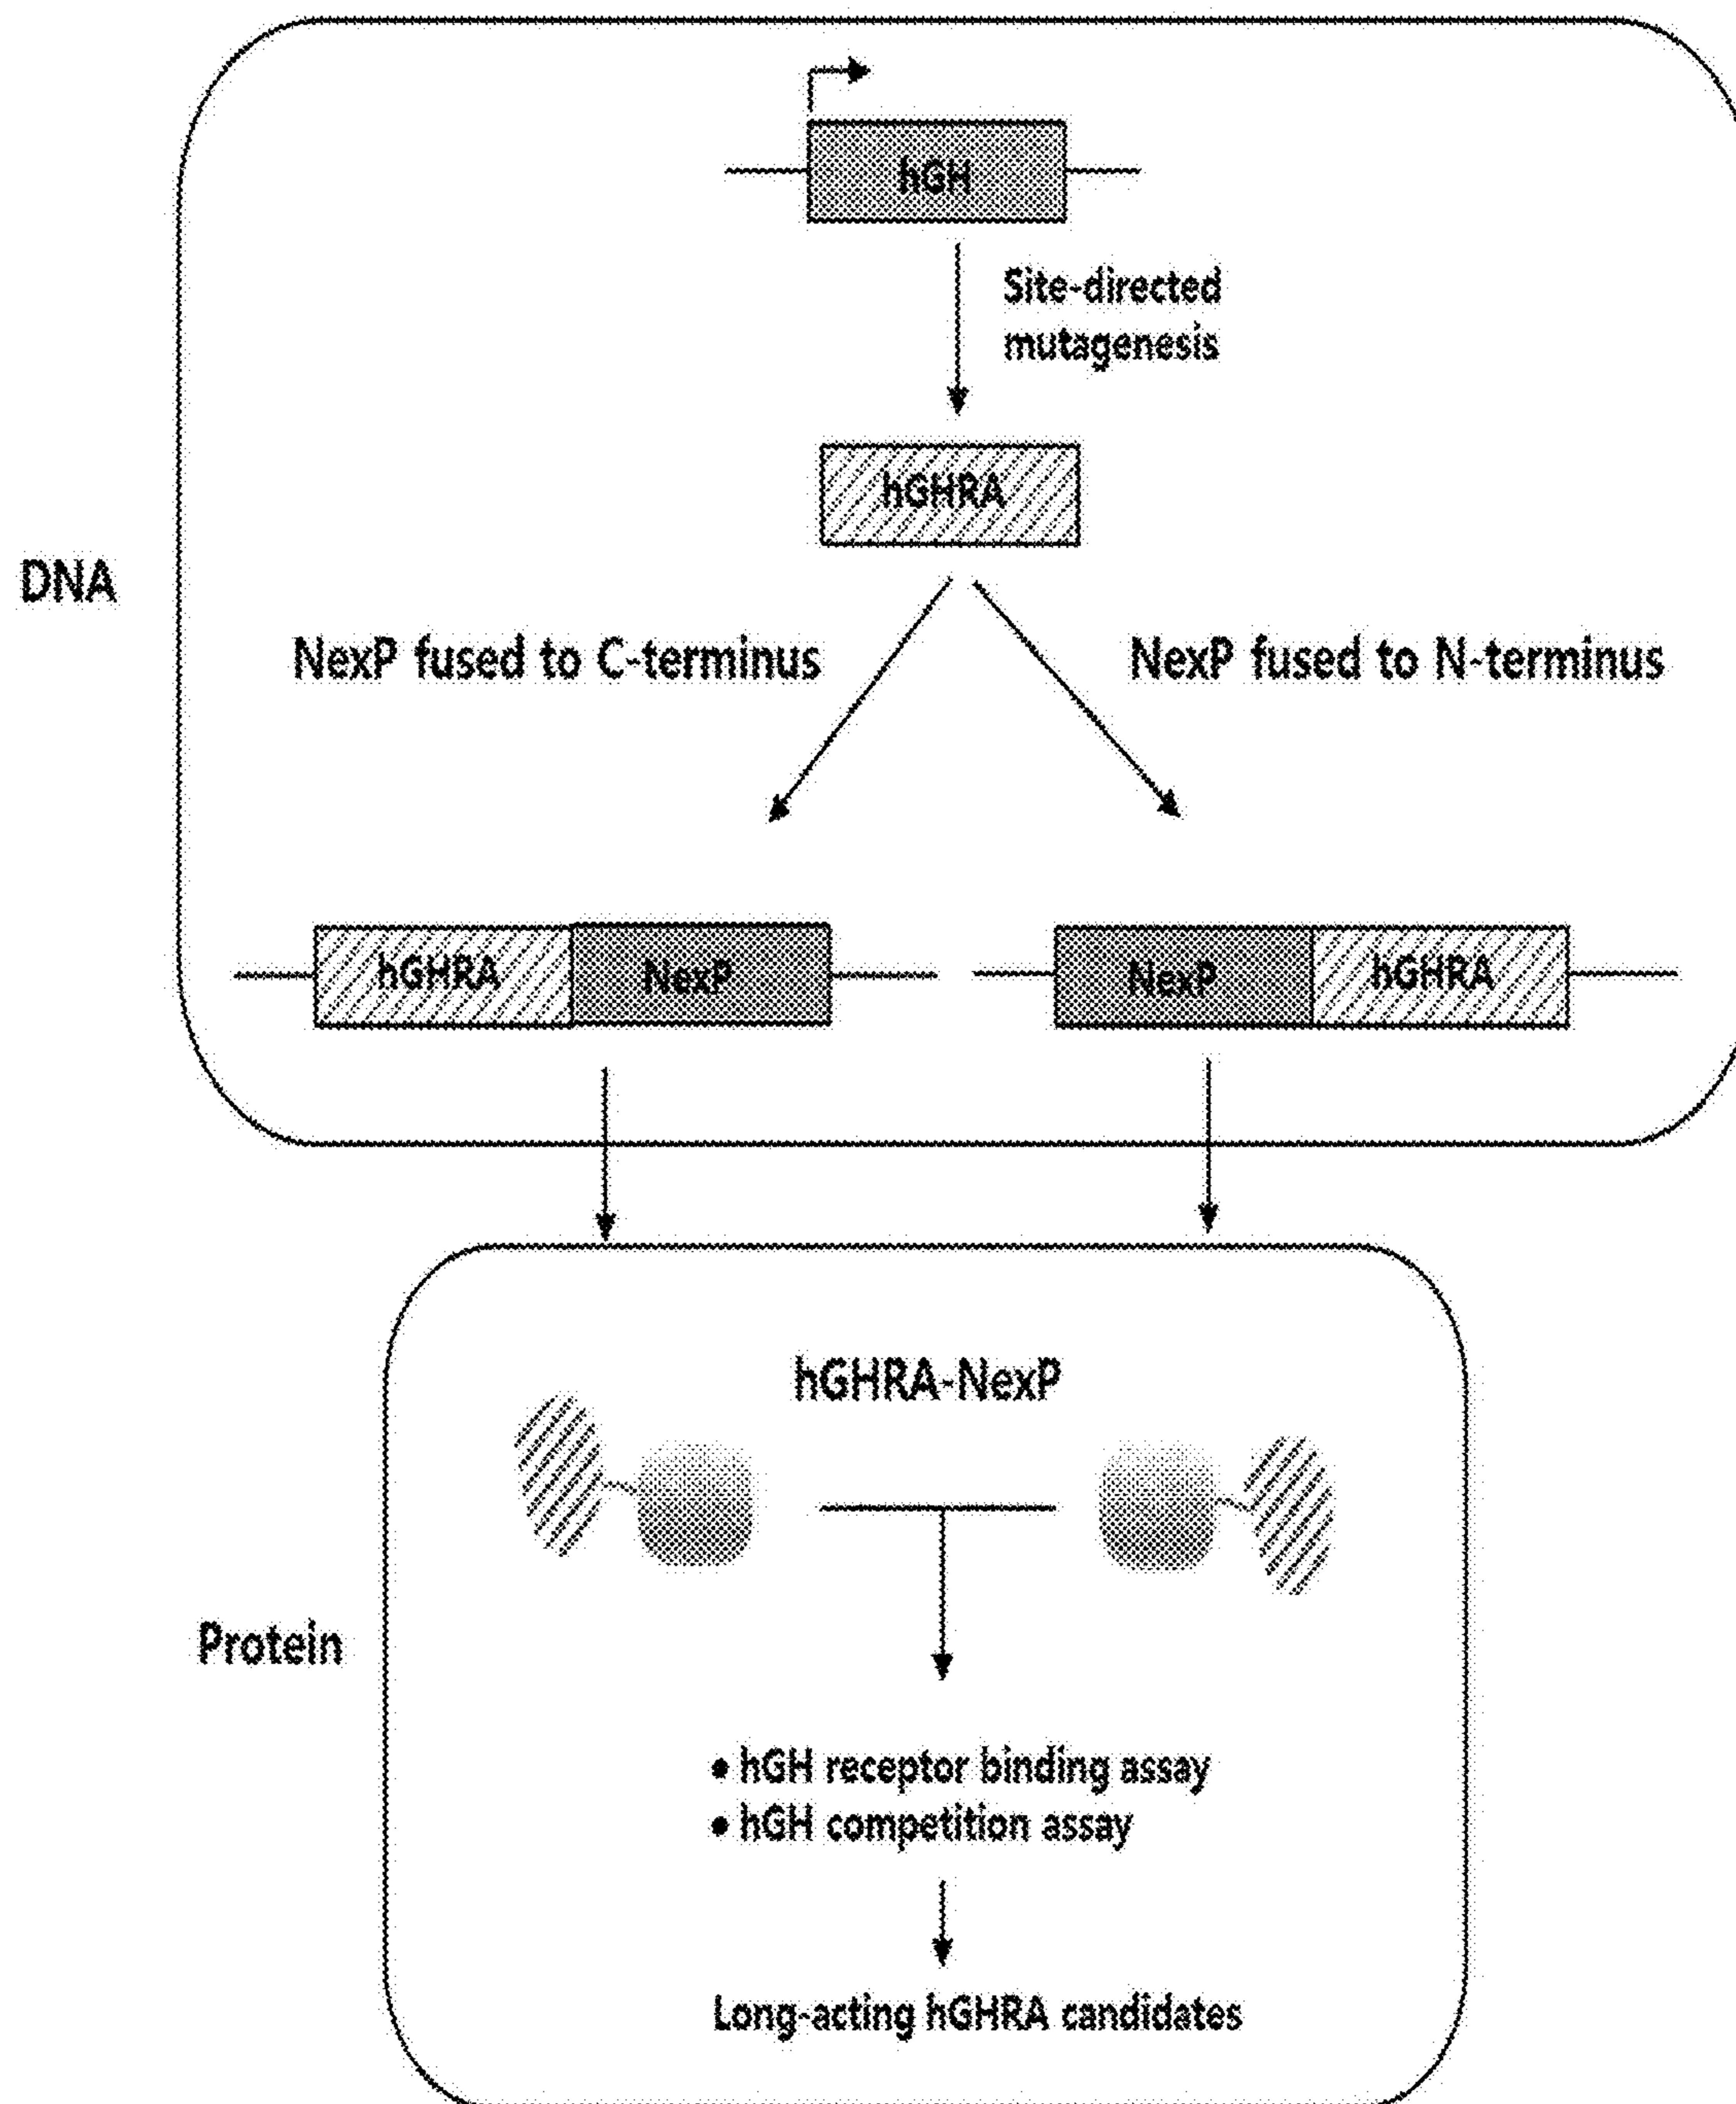 hGH
Site-directed
mutagenesis
hGHRA
DNA
NexP fused to C-terminus
NexP fused to N-terminus
hGHRA
NexP
NexP
hGHRA
hGHRA-NexP
Protein
• hGH receptor binding assay
• hGH competition assay
Long-acting hGHRA candidates